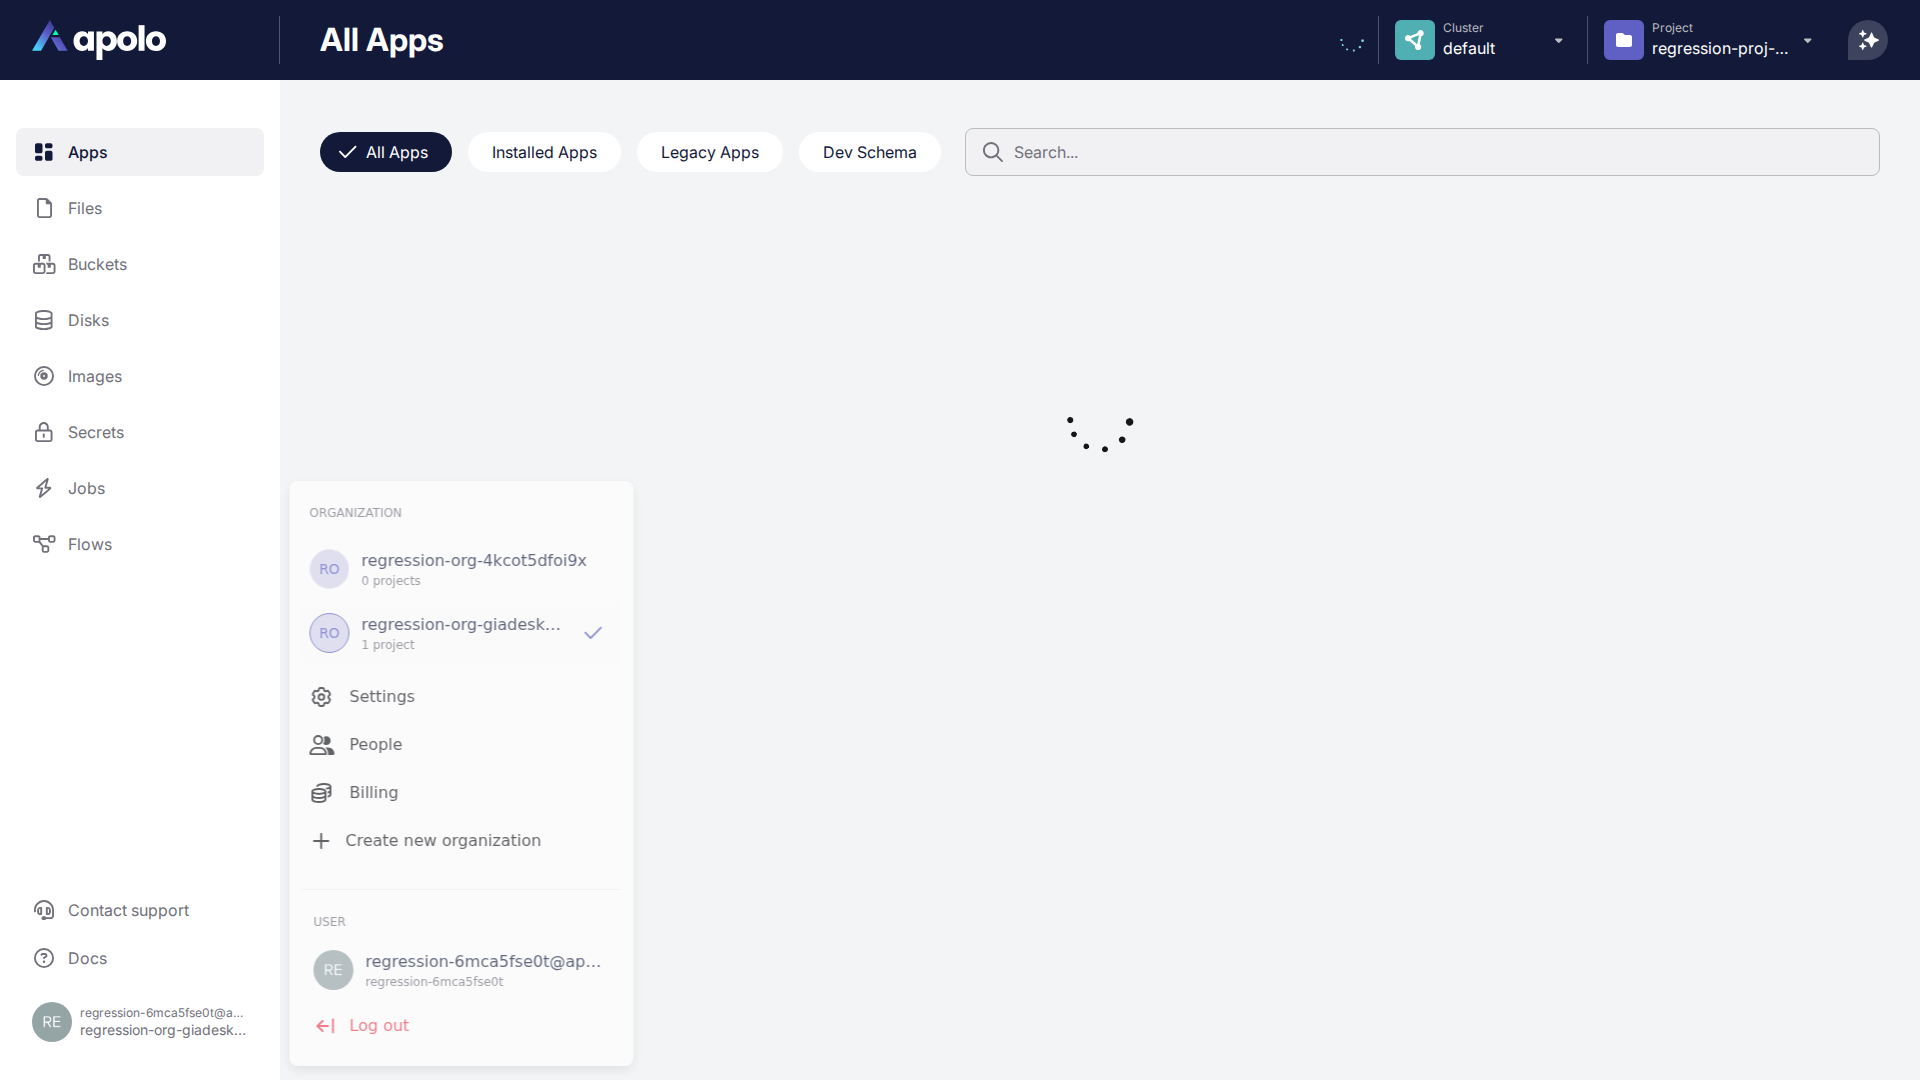 apolo
All Apps
Cluster
default
Project
regression-proj-...
Apps
Files
Buckets
Disks
Images
Secrets
Jobs
Flows
Contact support
Docs
RE
regression-6mca5fse0t@a...
regression-org-giadesk...
All Apps
Installed Apps
Legacy Apps
Dev Schema
Search...
ORGANIZATION
RO
regression-org-4kcot5dfoi9x
0 projects
RO
regression-org-giadesk...
1 project
Settings
People
Billing
Create new organization
USER
RE
regression-6mca5fse0t@ap...
regression-6mca5fse0t
Log out